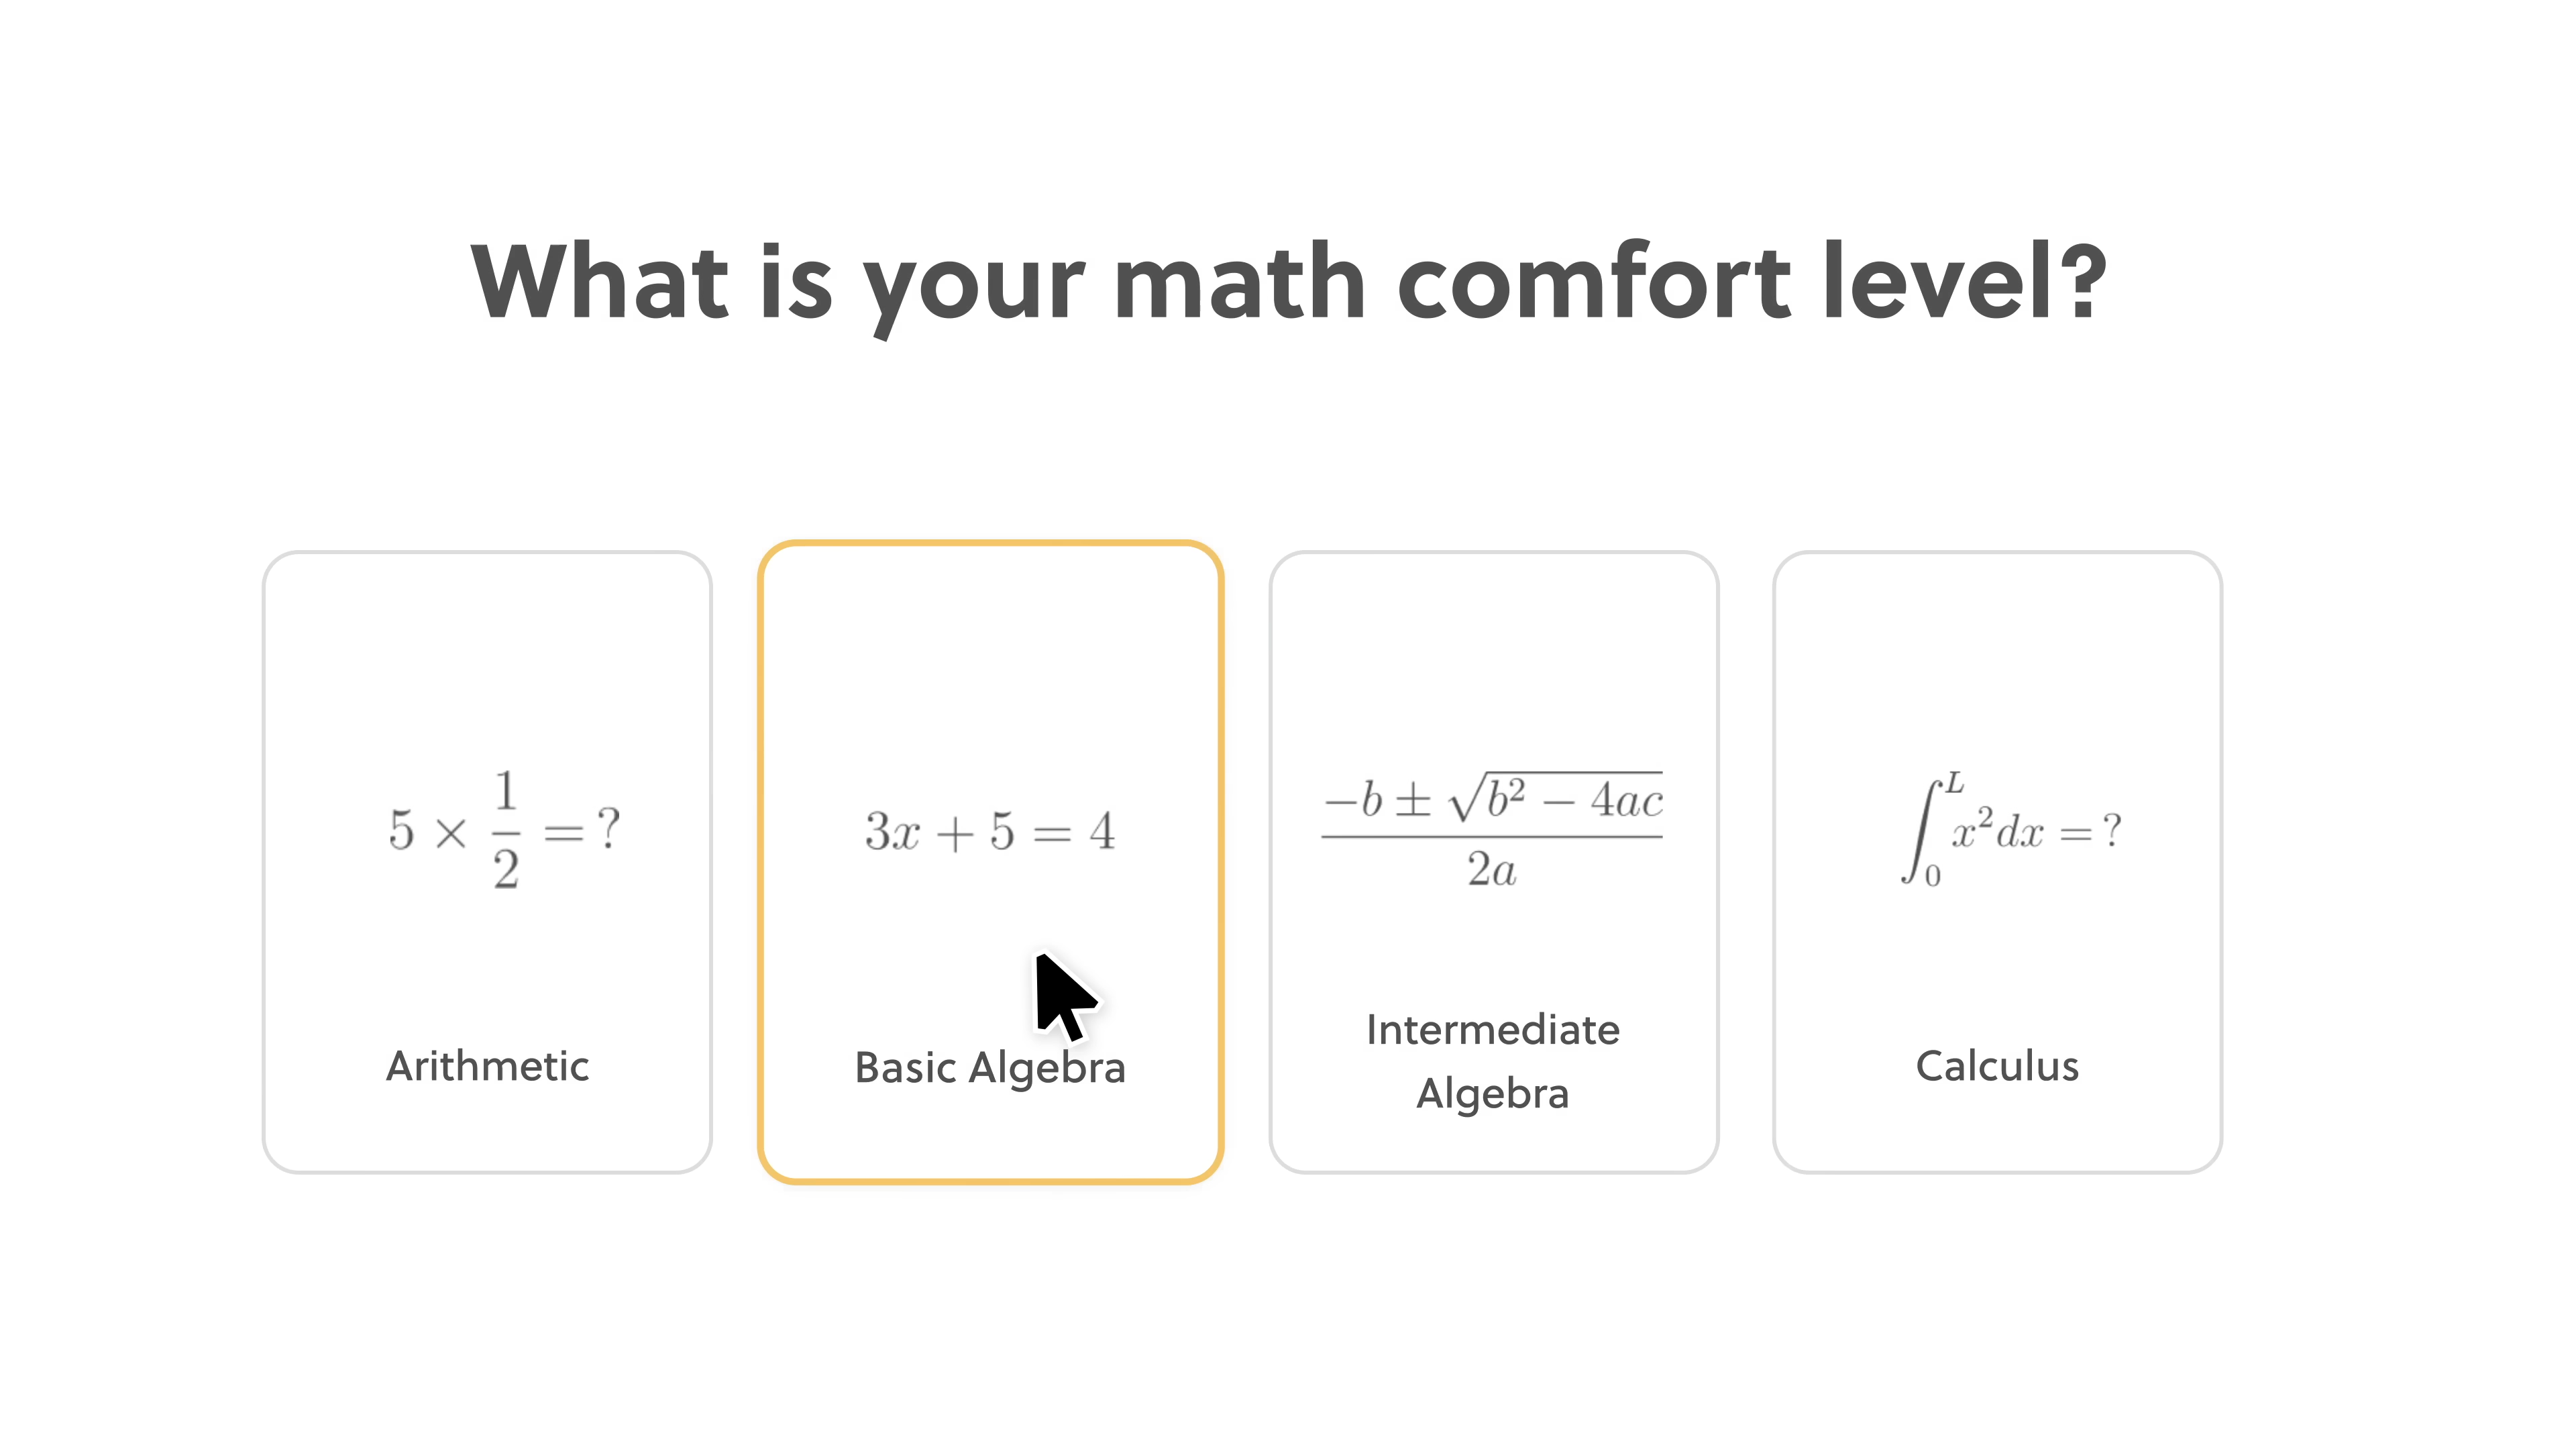 What is your math comfort level?
5 × 1/2 = ?
Arithmetic
3x + 5 = 4
Basic Algebra
−b ± √b² − 4ac
2a
Intermediate
Algebra
∫₀ᴸ x²dx = ?
Calculus